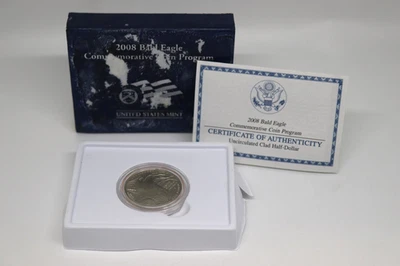 2008 Bald Eagle
Commemorative Coin Program
UNITED STATES MINT
2008 Bald Eagle
Commemorative Coin Program
CERTIFICATE OF AUTHENTICITY
Uncirculated Clad Half-Dollar